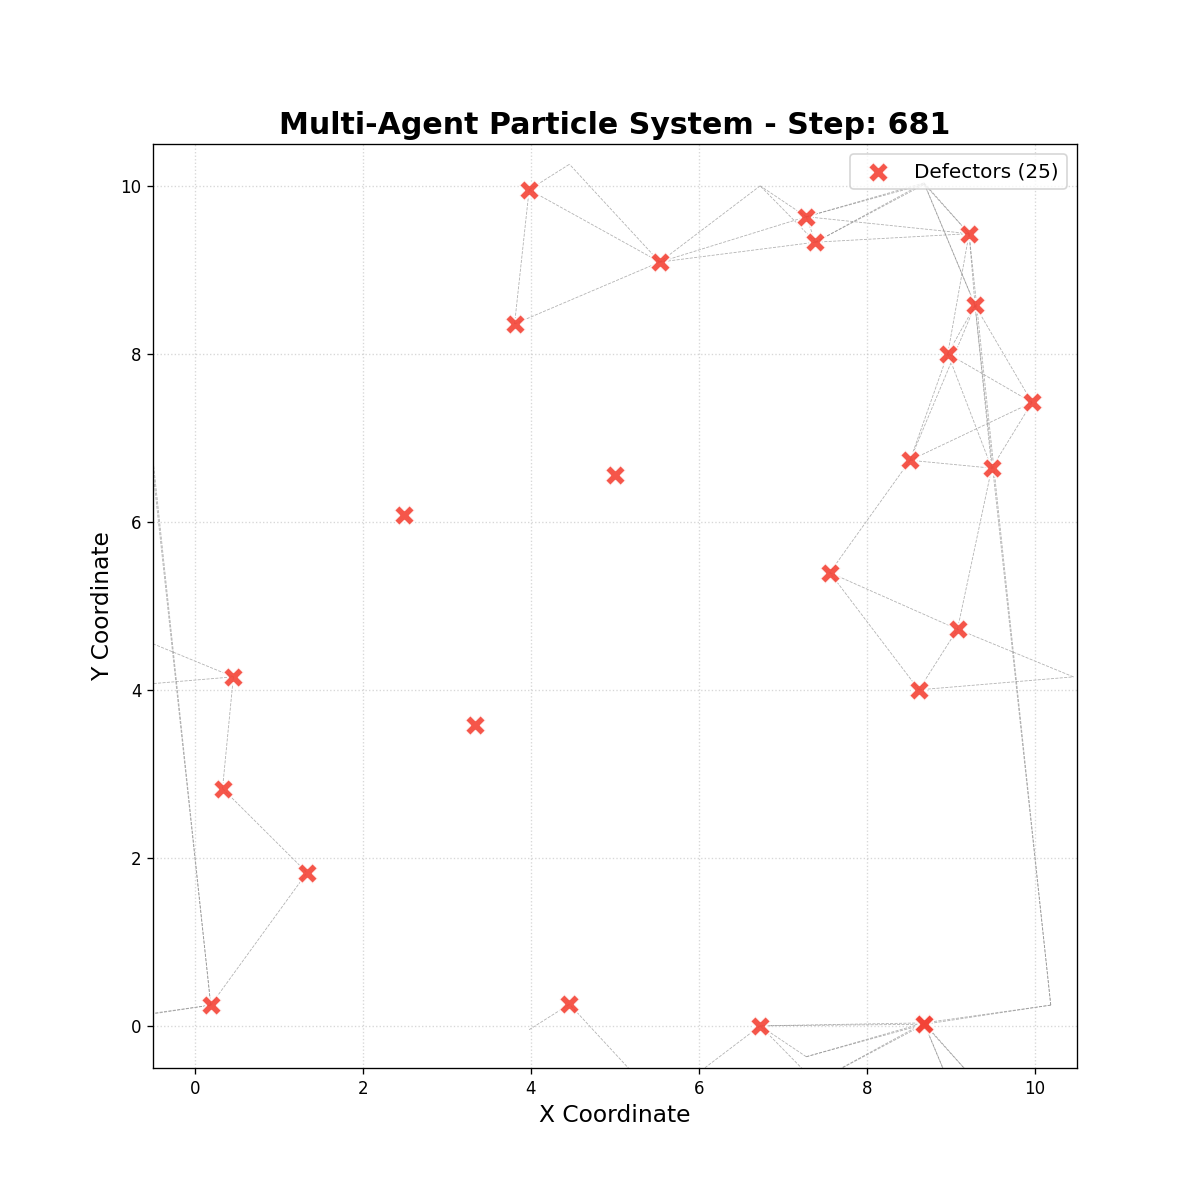 Multi-Agent Particle System - Step: 681
Defectors (25)
10
8
6
4
2
0
Y Coordinate
0 2 4 6 8 10
X Coordinate